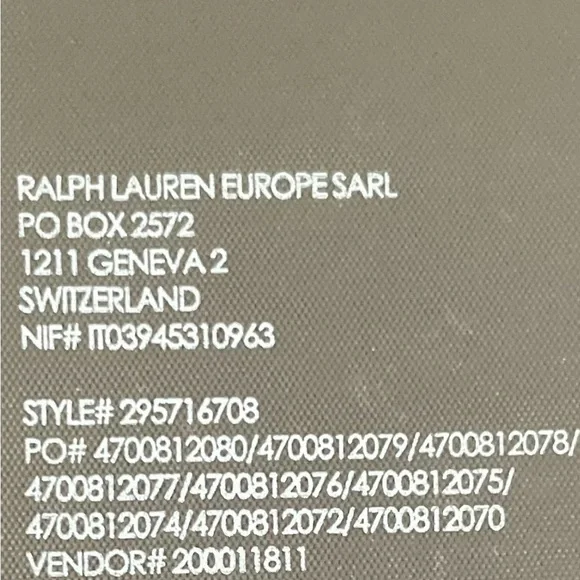 RALPH LAUREN EUROPE SARL
PO BOX 2572
1211 GENEVA 2
SWITZERLAND
NIF# IT03945310963
STYLE# 295716708
PO# 4700812080/4700812079/4700812078/
4700812077/4700812076/4700812075/
4700812074/4700812072/4700812070
VENDOR# 200011811